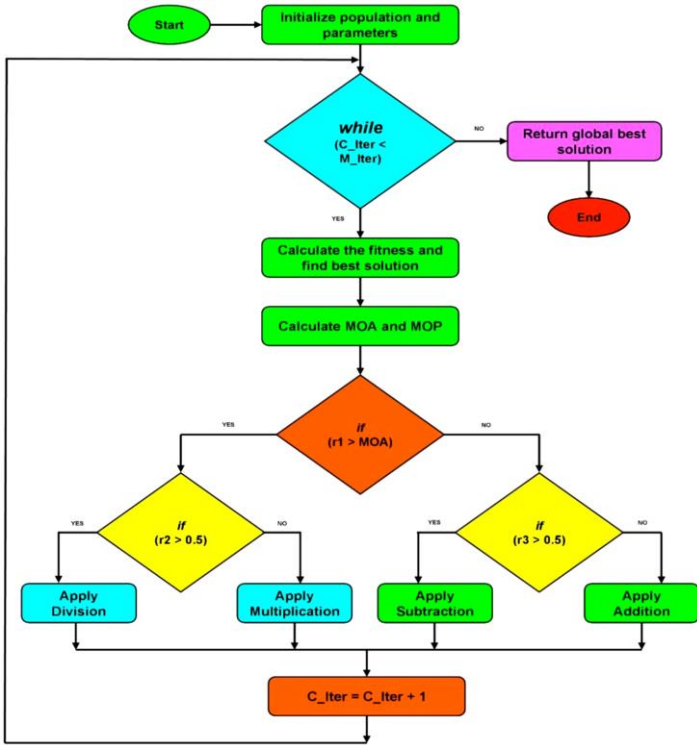 Start
Initialize population and
parameters
while
(C_Iter <
M_Iter)
NO
Return global best
solution
End
YES
Calculate the fitness and
find best solution
Calculate MOA and MOP
if
(r1 > MOA)
YES
NO
if
(r2 > 0.5)
YES
NO
if
(r3 > 0.5)
YES
NO
Apply
Division
Apply
Multiplication
Apply
Subtraction
Apply
Addition
C_Iter = C_Iter + 1